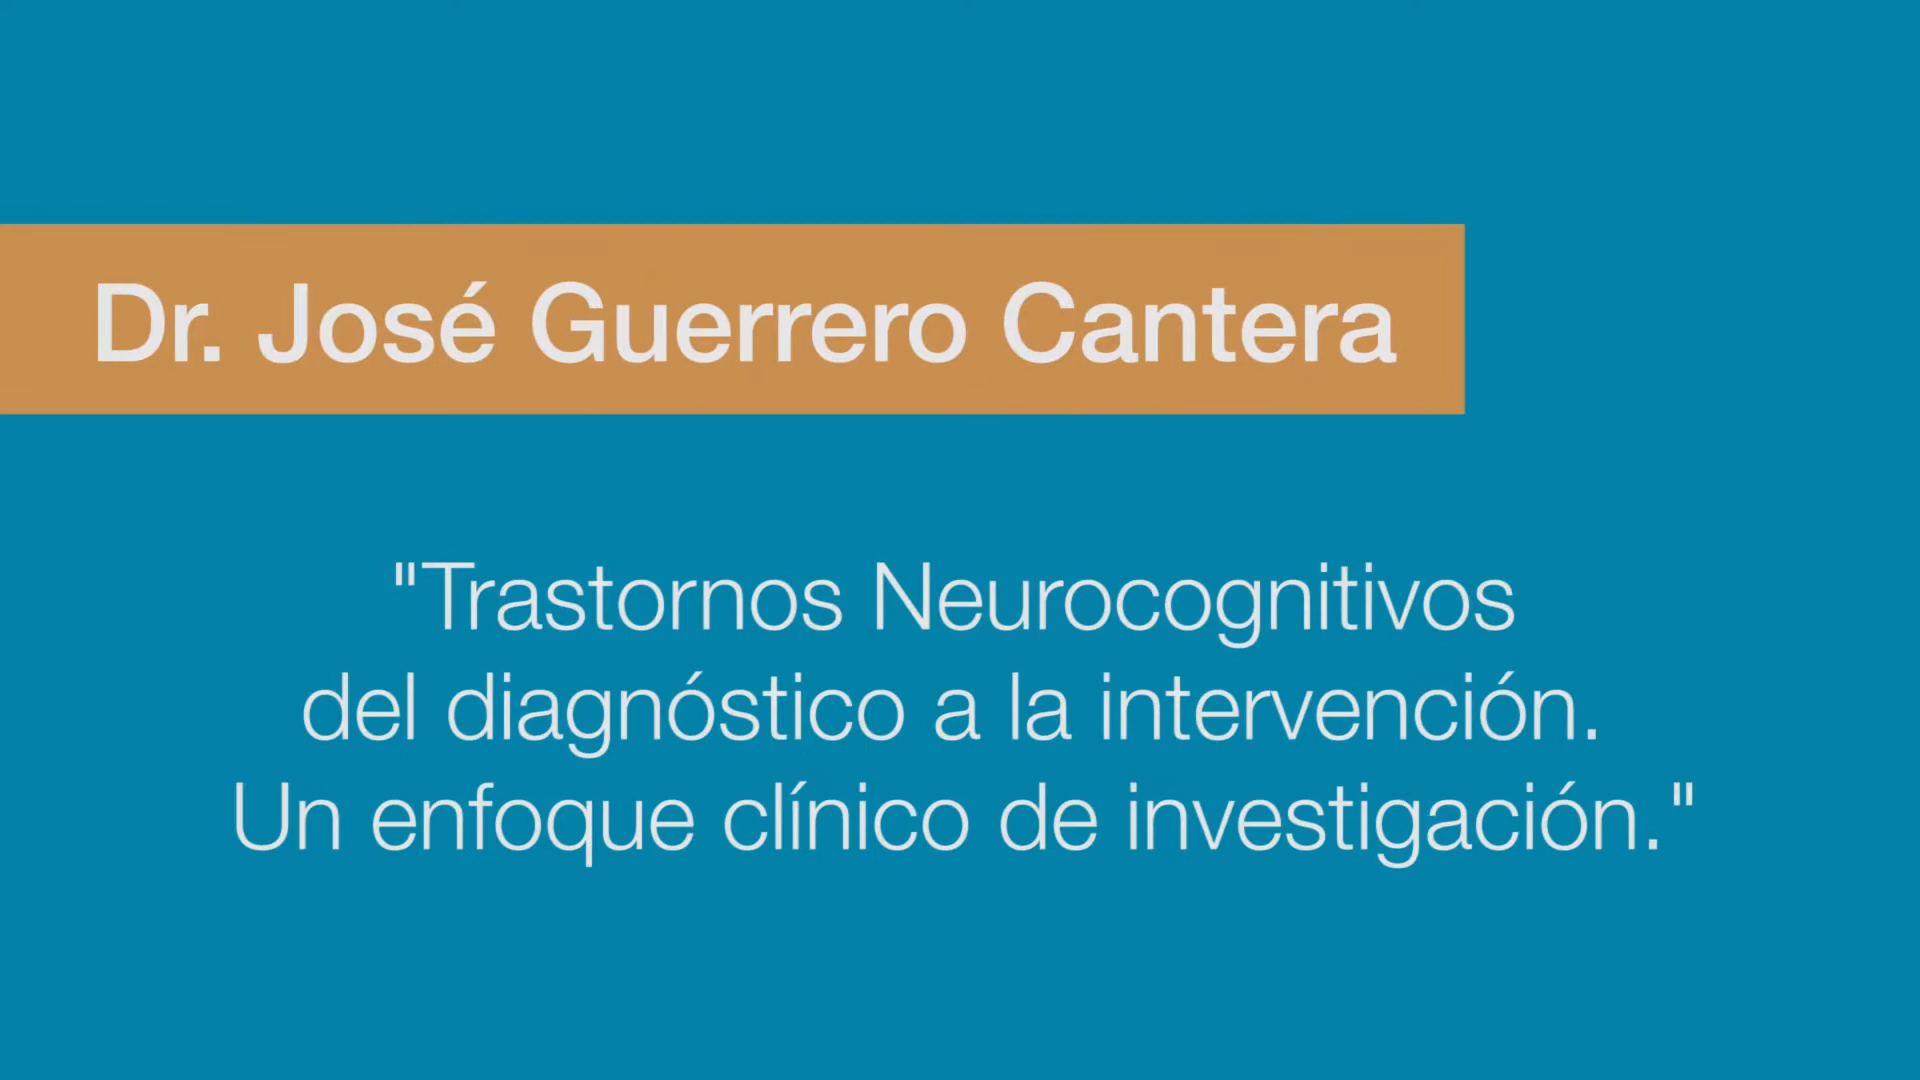 Dr. José Guerrero Cantera
"Trastornos Neurocognitivos
del diagnóstico a la intervención.
Un enfoque clínico de investigación."